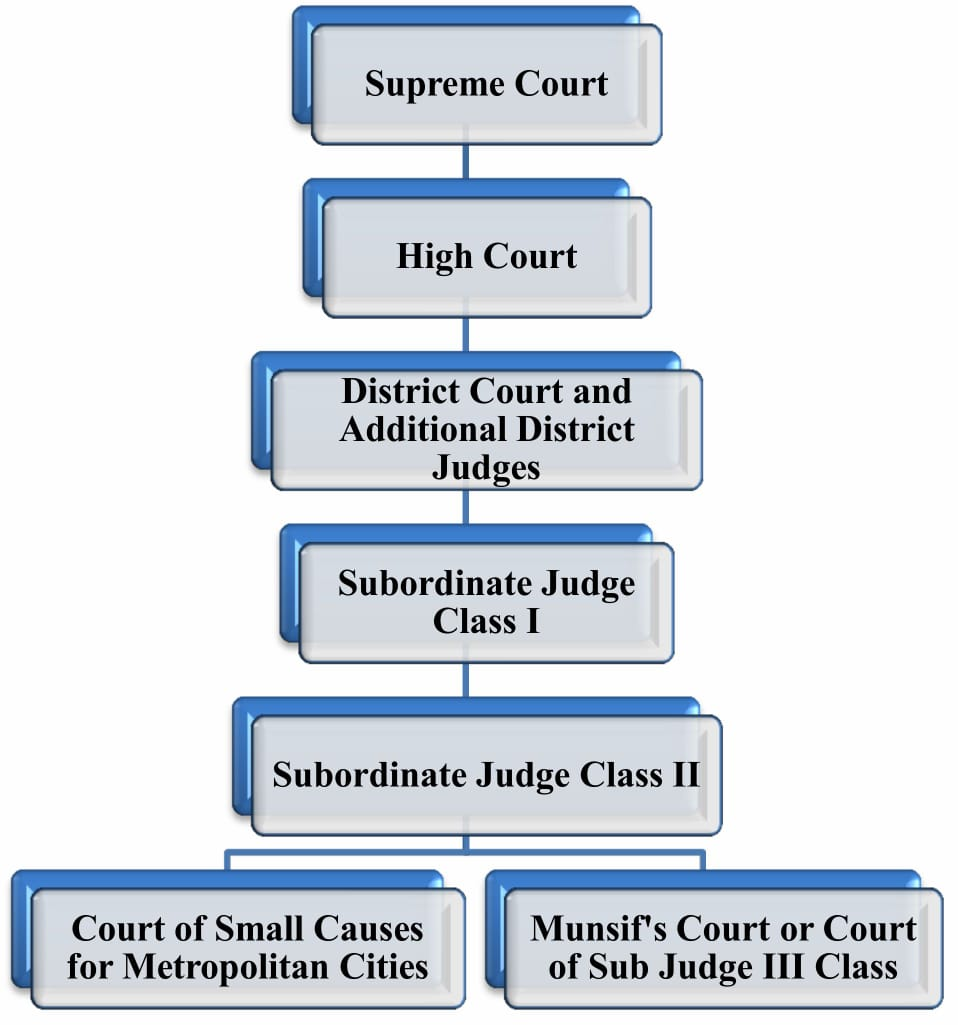 Supreme Court
High Court
District Court and
Additional District
Judges
Subordinate Judge
Class I
Subordinate Judge Class II
Court of Small Causes
for Metropolitan Cities
Munsif's Court or Court
of Sub Judge III Class